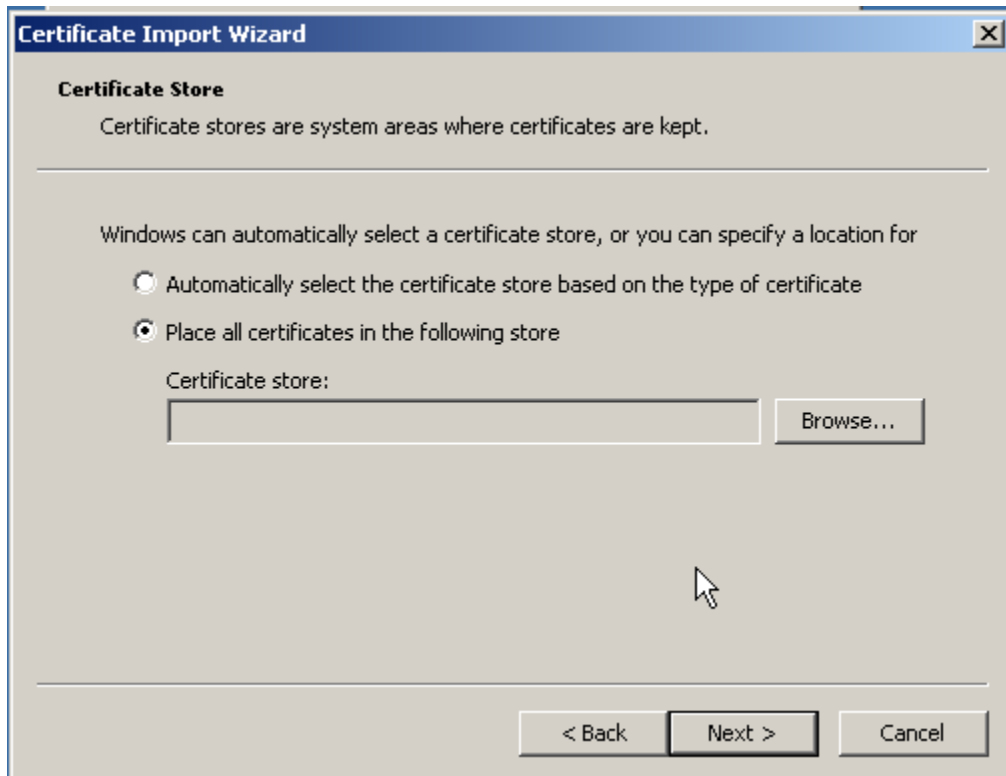 Certificate Import Wizard
Certificate Store
Certificate stores are system areas where certificates are kept.
Windows can automatically select a certificate store, or you can specify a location for
Automatically select the certificate store based on the type of certificate
Place all certificates in the following store
Certificate store:
Browse...
< Back Next > Cancel